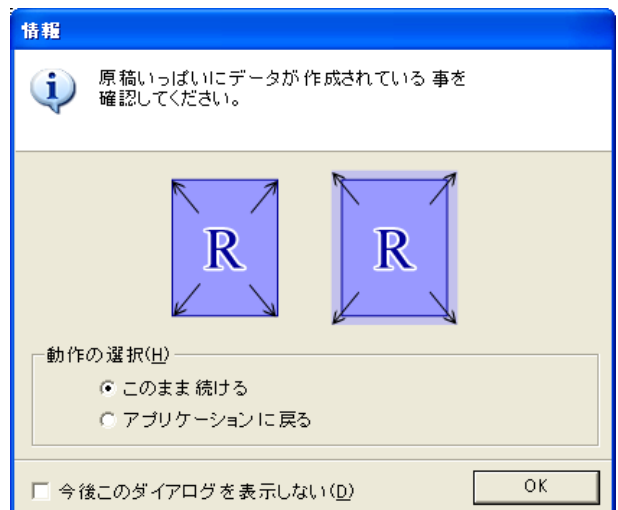 情報
原稿いっぱいにデータが作成されている 事を
確認してください。
R
R
動作の選択(H)
このまま 続ける
アプリケーションに戻る
今後このダイアログを表示しない(D)
OK